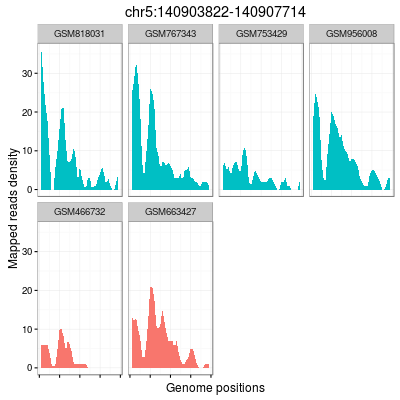 chr5:140903822-140907714
GSM818031 GSM767343 GSM753429 GSM956008
30
20
10
0
Mapped reads density
GSM466732 GSM663427
30
20
10
0
Genome positions